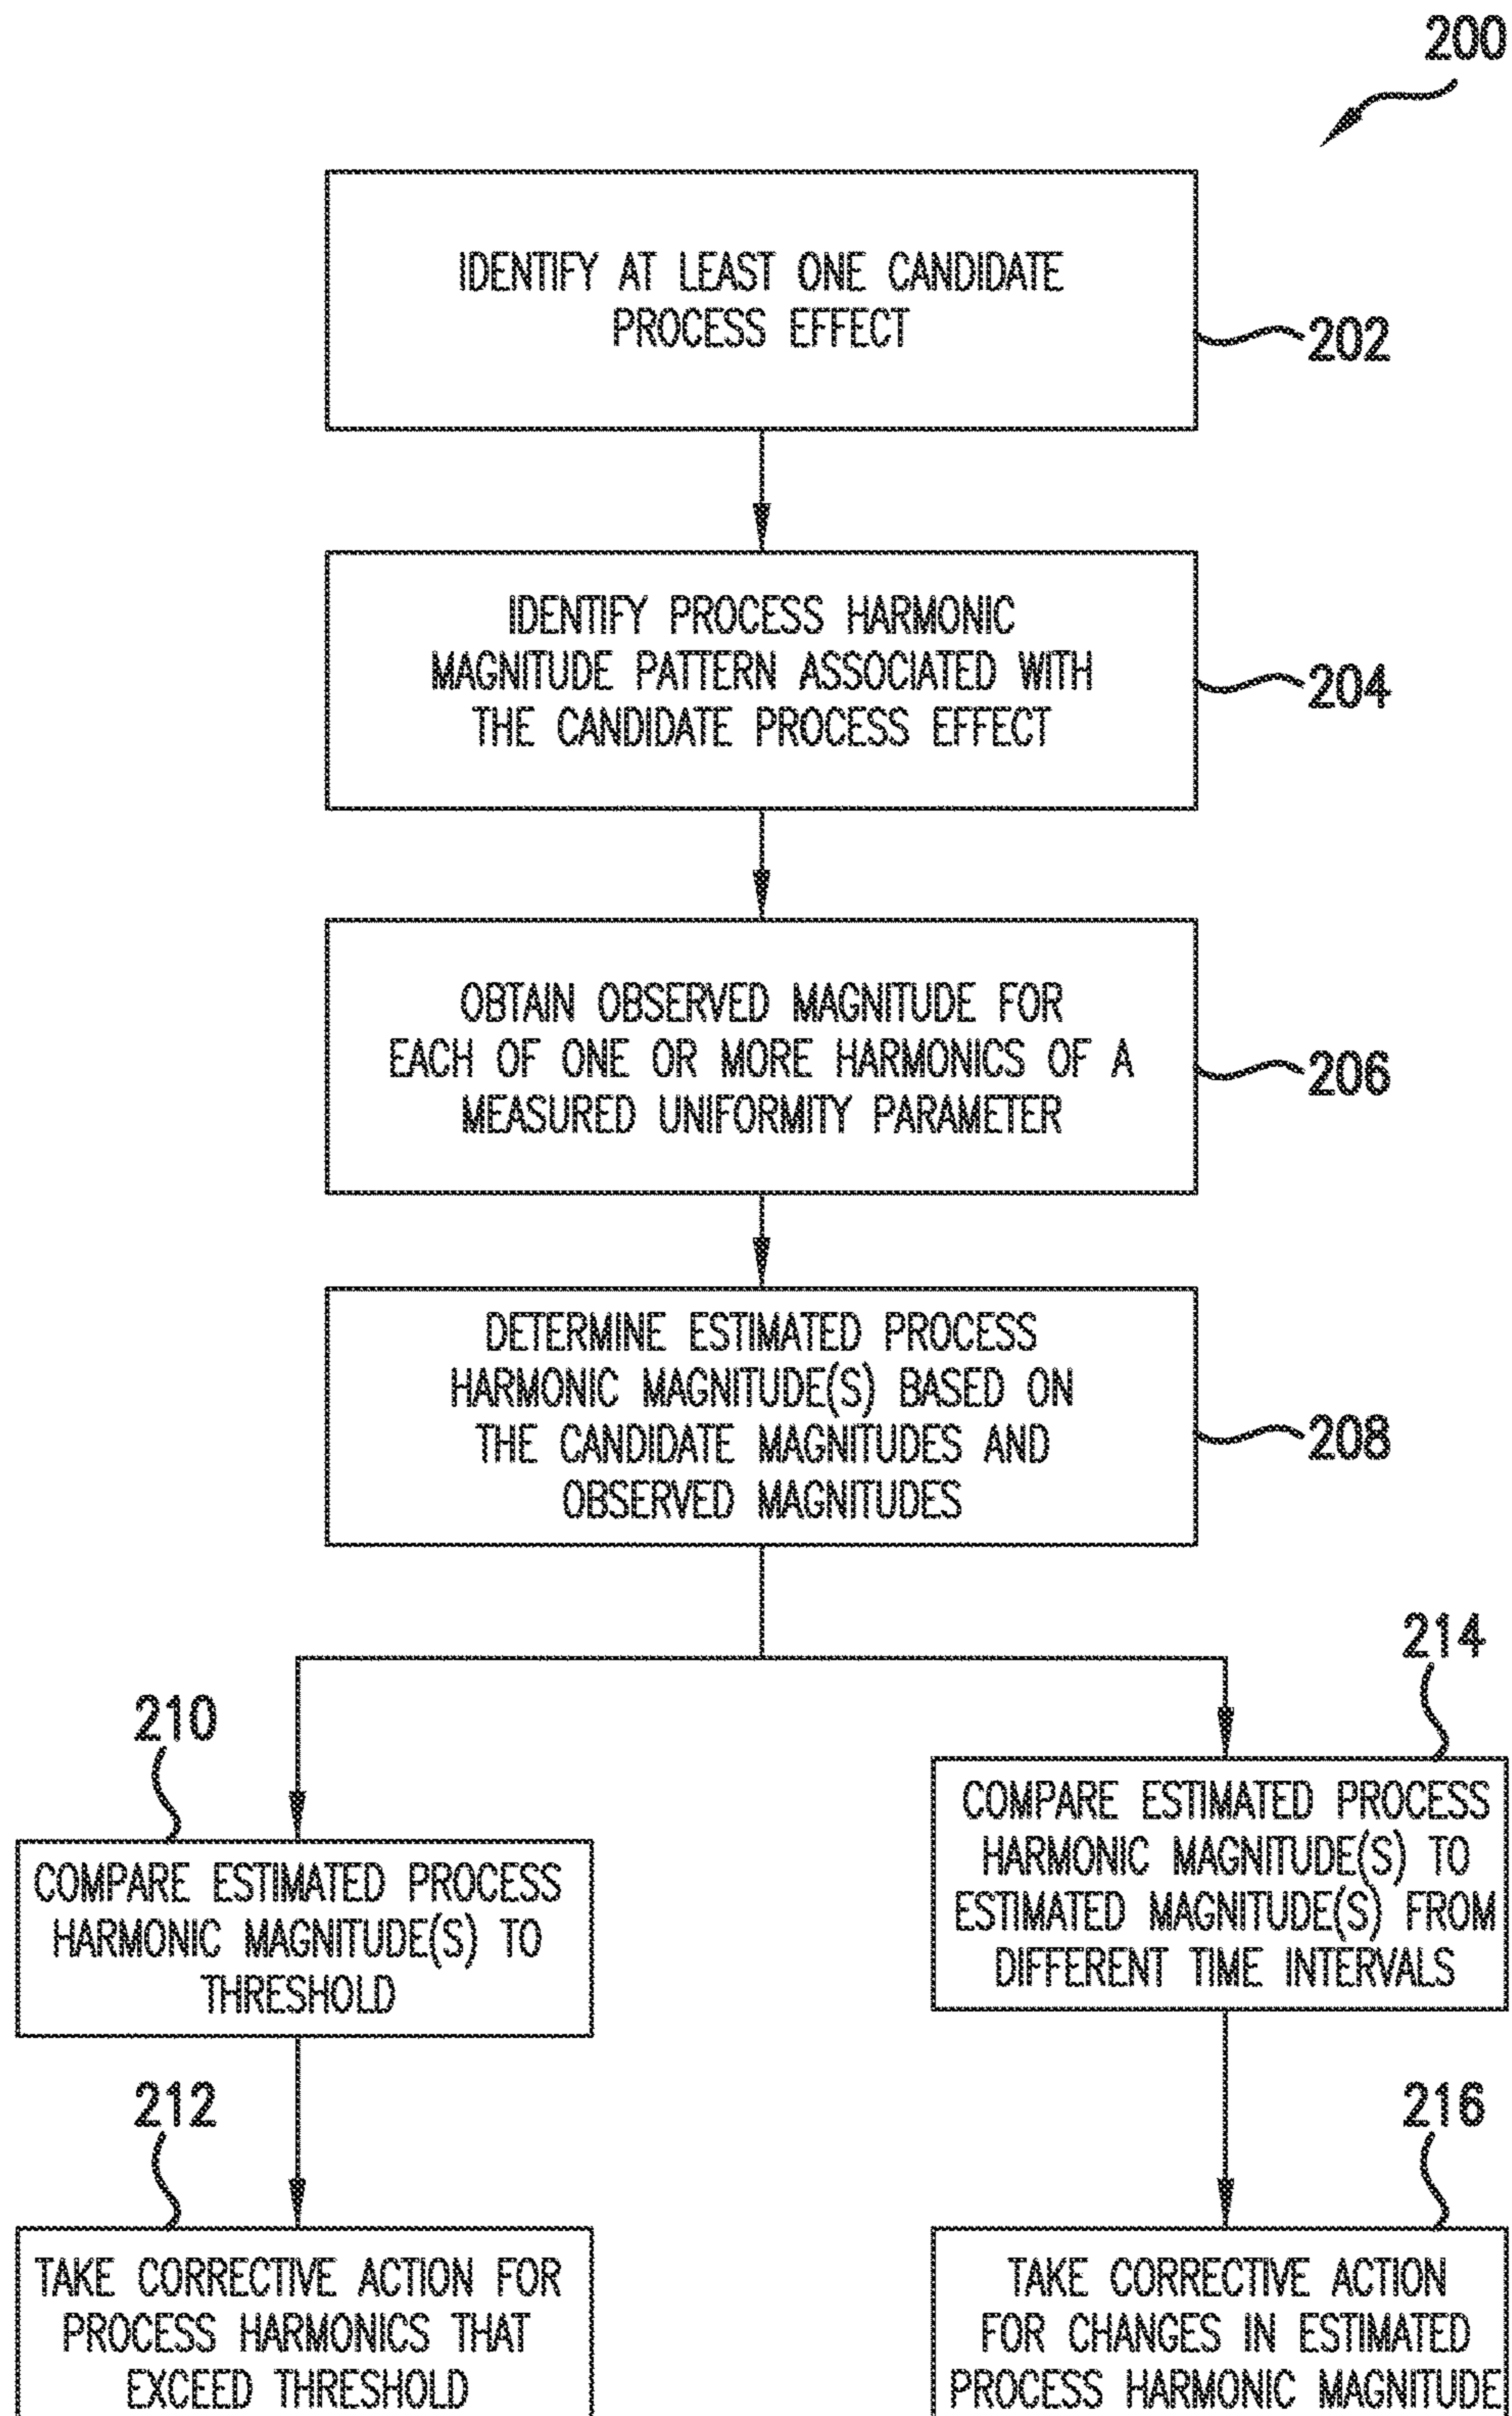 200
IDENTIFY AT LEAST ONE CANDIDATE
PROCESS EFFECT
202
IDENTIFY PROCESS HARMONIC
MAGNITUDE PATTERN ASSOCIATED WITH
THE CANDIDATE PROCESS EFFECT
204
OBTAIN OBSERVED MAGNITUDE FOR
EACH OF ONE OR MORE HARMONICS OF A
MEASURED UNIFORMITY PARAMETER
206
DETERMINE ESTIMATED PROCESS
HARMONIC MAGNITUDE(S) BASED ON
THE CANDIDATE MAGNITUDES AND
OBSERVED MAGNITUDES
208
210
COMPARE ESTIMATED PROCESS
HARMONIC MAGNITUDE(S) TO
THRESHOLD
212
TAKE CORRECTIVE ACTION FOR
PROCESS HARMONICS THAT
EXCEED THRESHOLD
214
COMPARE ESTIMATED PROCESS
HARMONIC MAGNITUDE(S) TO
ESTIMATED MAGNITUDE(S) FROM
DIFFERENT TIME INTERVALS
216
TAKE CORRECTIVE ACTION
FOR CHANGES IN ESTIMATED
PROCESS HARMONIC MAGNITUDE